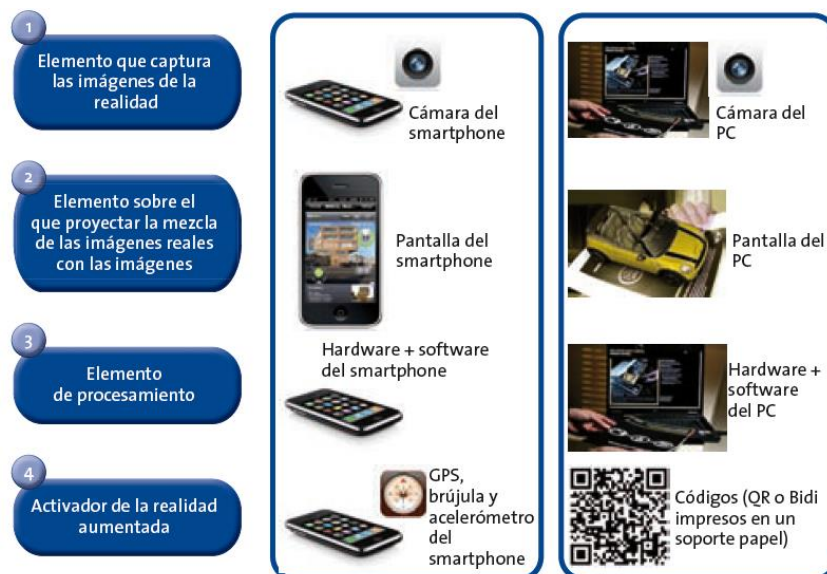 1
Elemento que captura
las imágenes de la
realidad
Cámara del
smartphone
Cámara del
PC
2
Elemento sobre el
que proyectar la mezcla
de las imágenes reales
con las imágenes
Pantalla del
smartphone
Pantalla del
PC
3
Elemento
de procesamiento
Hardware + software
del smartphone
Hardware +
software
del PC
4
Activador de la realidad
aumentada
GPS,
brújula y
acelerómetro
del
smartphone
Códigos (QR o Bidi
impresos en un
soporte papel)